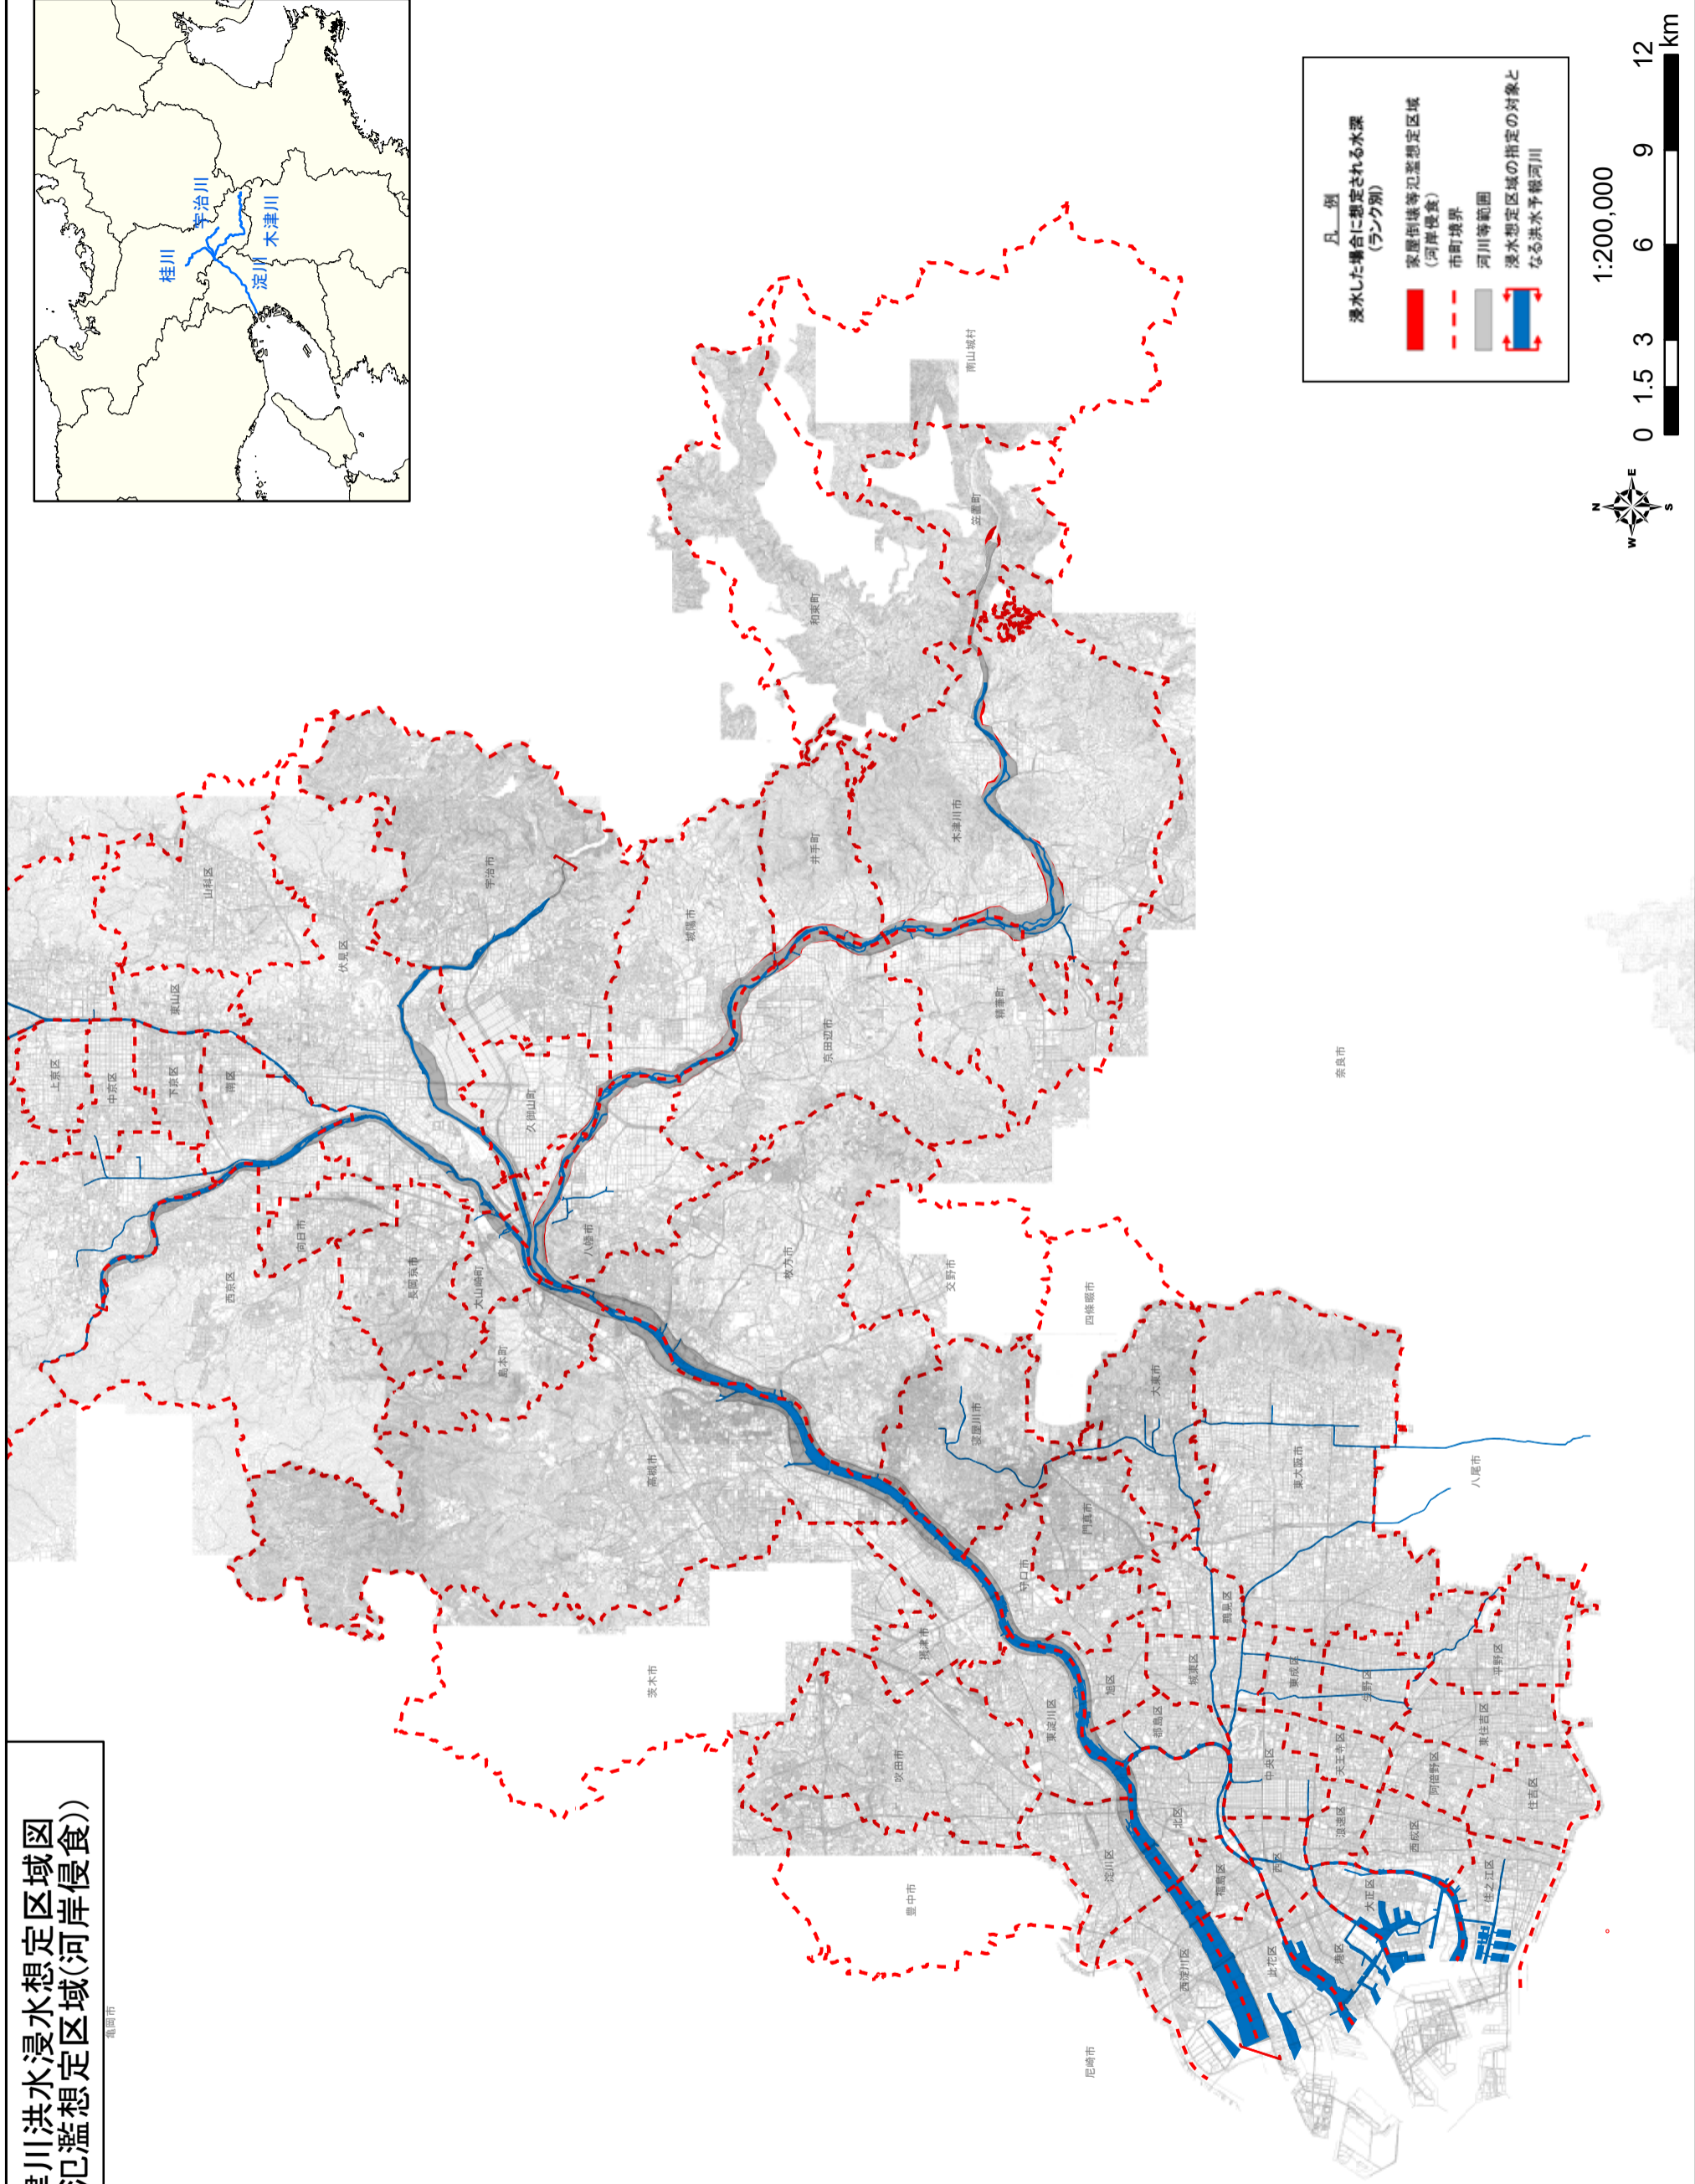 津川洪水浸水想定区域図
氾濫想定区域(河岸侵食))
桂川
宇治川
淀川
木津川
凡 例
浸水した場合に想定される水深
(ランク別)
家屋倒壊等氾濫想定区域
(河岸侵食)
市町境界
河川等範囲
浸水想定区域の指定の対象と
なる洪水予報河川
1:200,000
0 1.5 3 6 9 12
km
N
W E
S
亀岡市
上京区
中京区
下京区
南区
東山区
山科区
伏見区
西京区
向日市
長岡京市
大山崎町
島本町
宇治市
久御山町
城陽市
八幡市
井手町
京田辺市
和束町
南山城村
笠置町
木津川市
精華町
奈良市
枚方市
交野市
四條畷市
寝屋川市
大東市
高槻市
茨木市
摂津市
吹田市
豊中市
守口市
門真市
東大阪市
八尾市
東淀川区
旭区
都島区
城東区
鶴見区
東成区
生野区
平野区
東住吉区
住吉区
阿倍野区
天王寺区
中央区
浪速区
西成区
淀川区
北区
福島区
西区
大正区
住之江区
西淀川区
此花区
港区
尼崎市